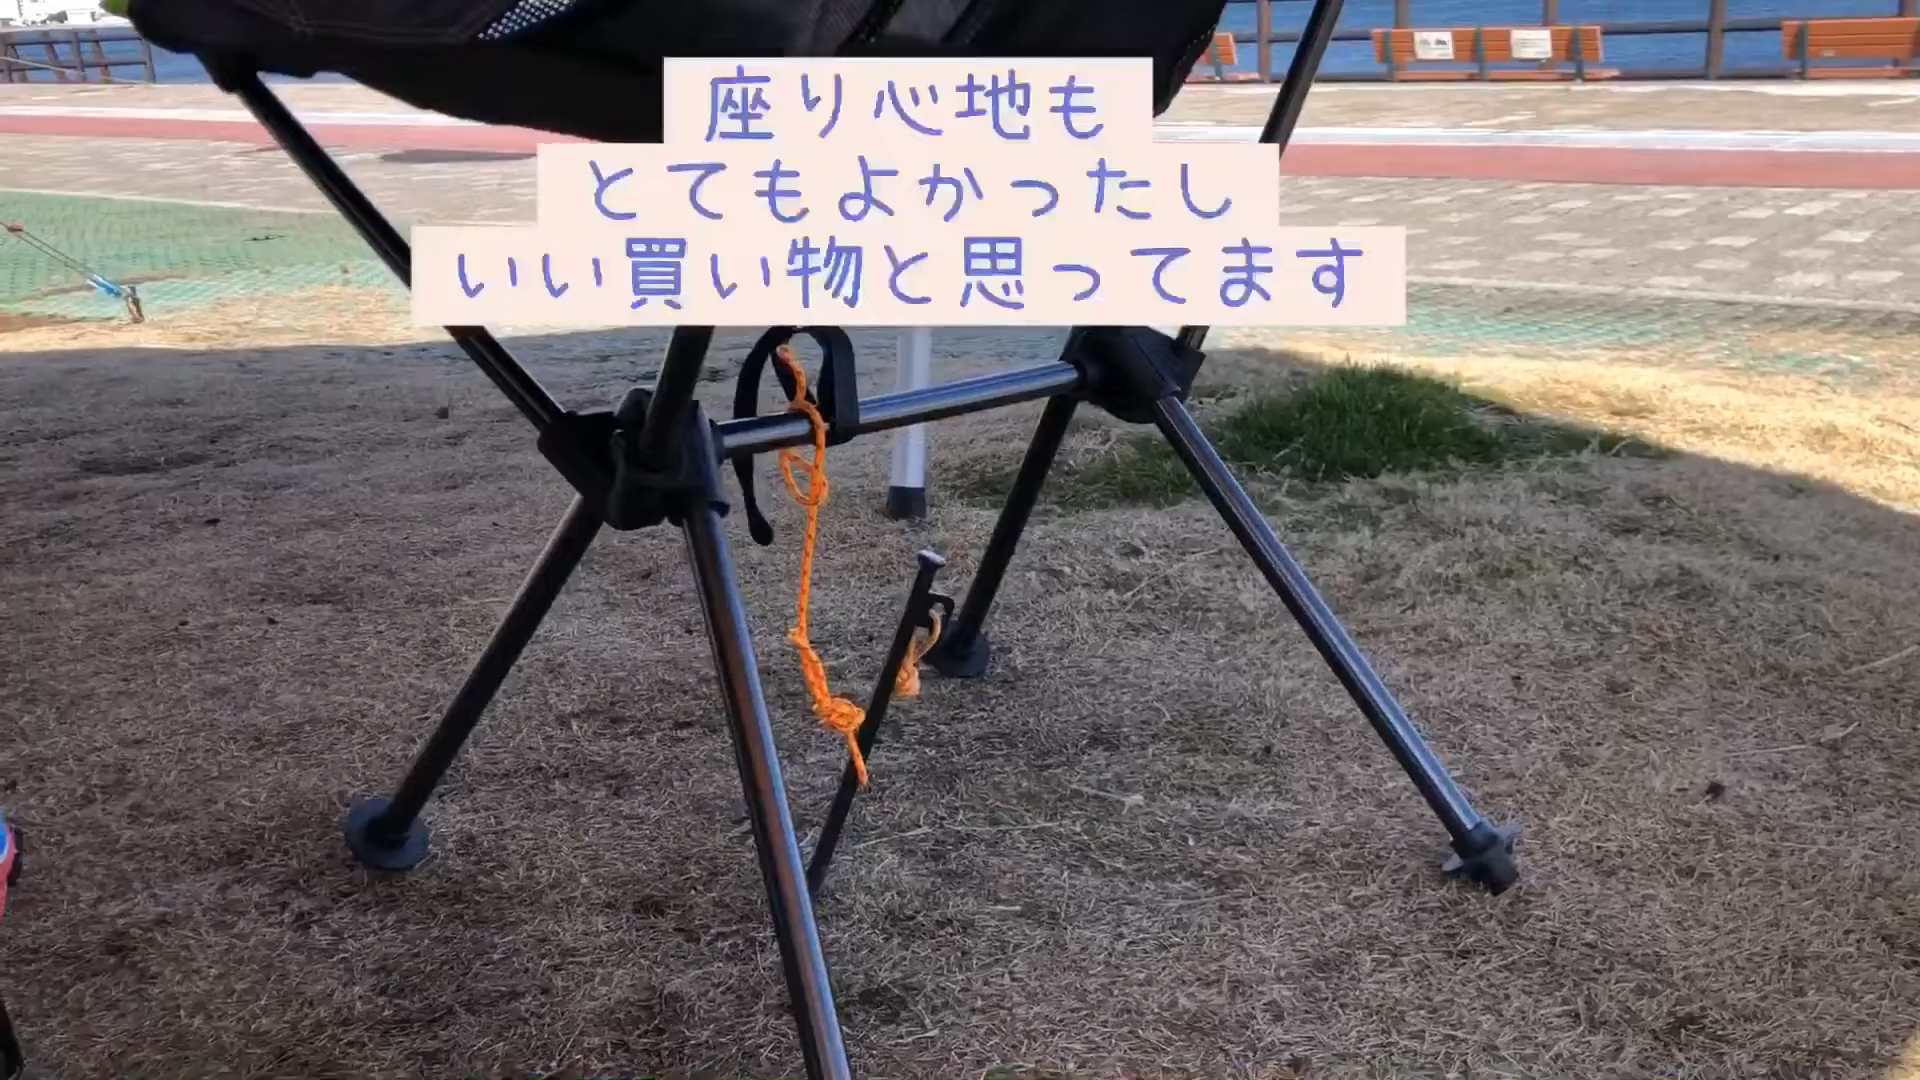 座り心地も
とてもよかったし
いい買い物と思ってます